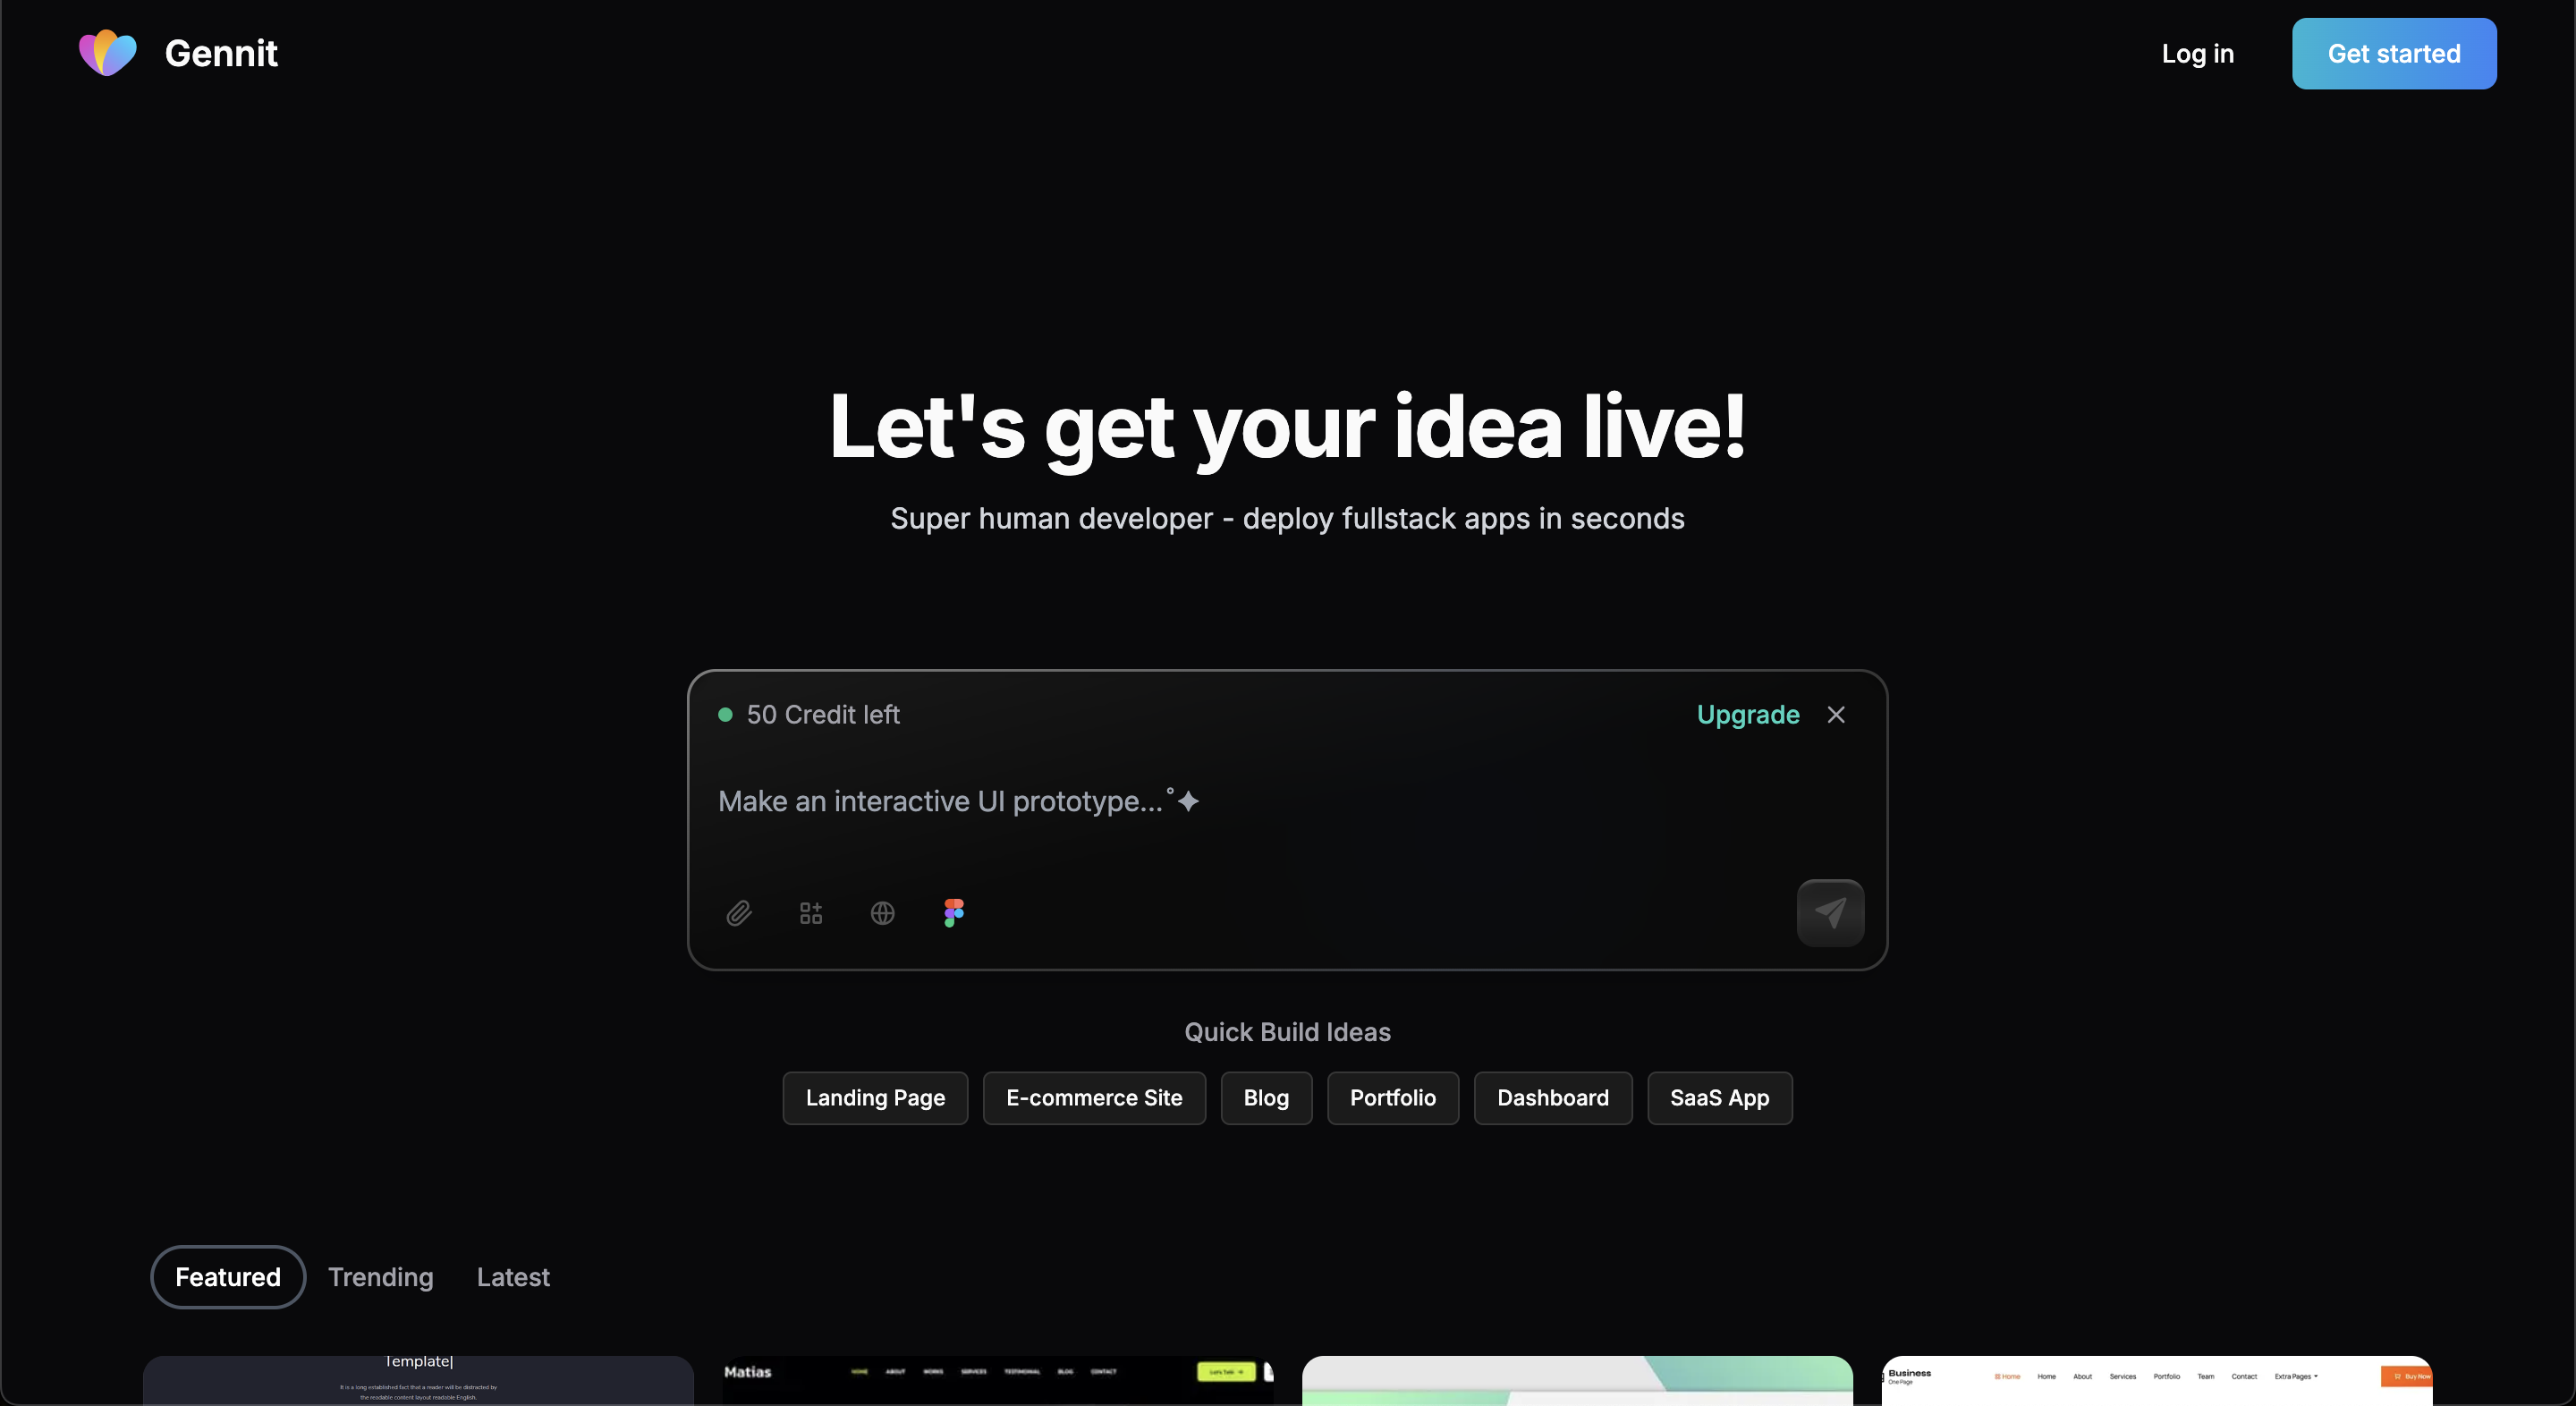 Gennit
Log in
Get started
Let's get your idea live!
Super human developer - deploy fullstack apps in seconds
50 Credit left
Upgrade
Make an interactive UI prototype...˚✦
Quick Build Ideas
Landing Page
E-commerce Site
Blog
Portfolio
Dashboard
SaaS App
Featured
Trending
Latest
Template|
It is a long established fact that a reader will be distracted by
the readable content layout readable English.
Matias
HOME ABOUT WORKS SERVICES TESTIMONIAL BLOG CONTACT
Let's Talk
Business
One Page
Home Home About Services Portfolio Team Contact Extra Pages
Buy Now